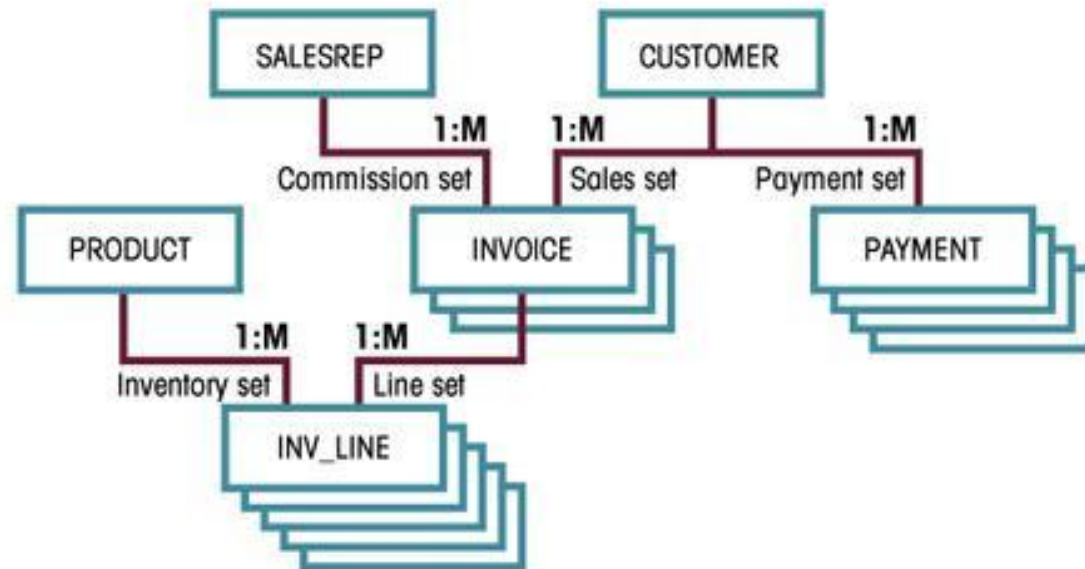 SALESREP
CUSTOMER
1:M
1:M
1:M
Commission set
Sales set
Payment set
PRODUCT
INVOICE
PAYMENT
1:M
1:M
Inventory set
Line set
INV_LINE